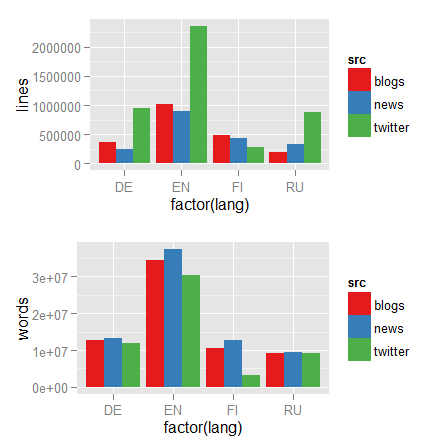 lines
2000000
1500000
1000000
500000
0
DE EN FI RU
factor(lang)
src
blogs
news
twitter
words
3e+07
2e+07
1e+07
0e+00
DE EN FI RU
factor(lang)
src
blogs
news
twitter